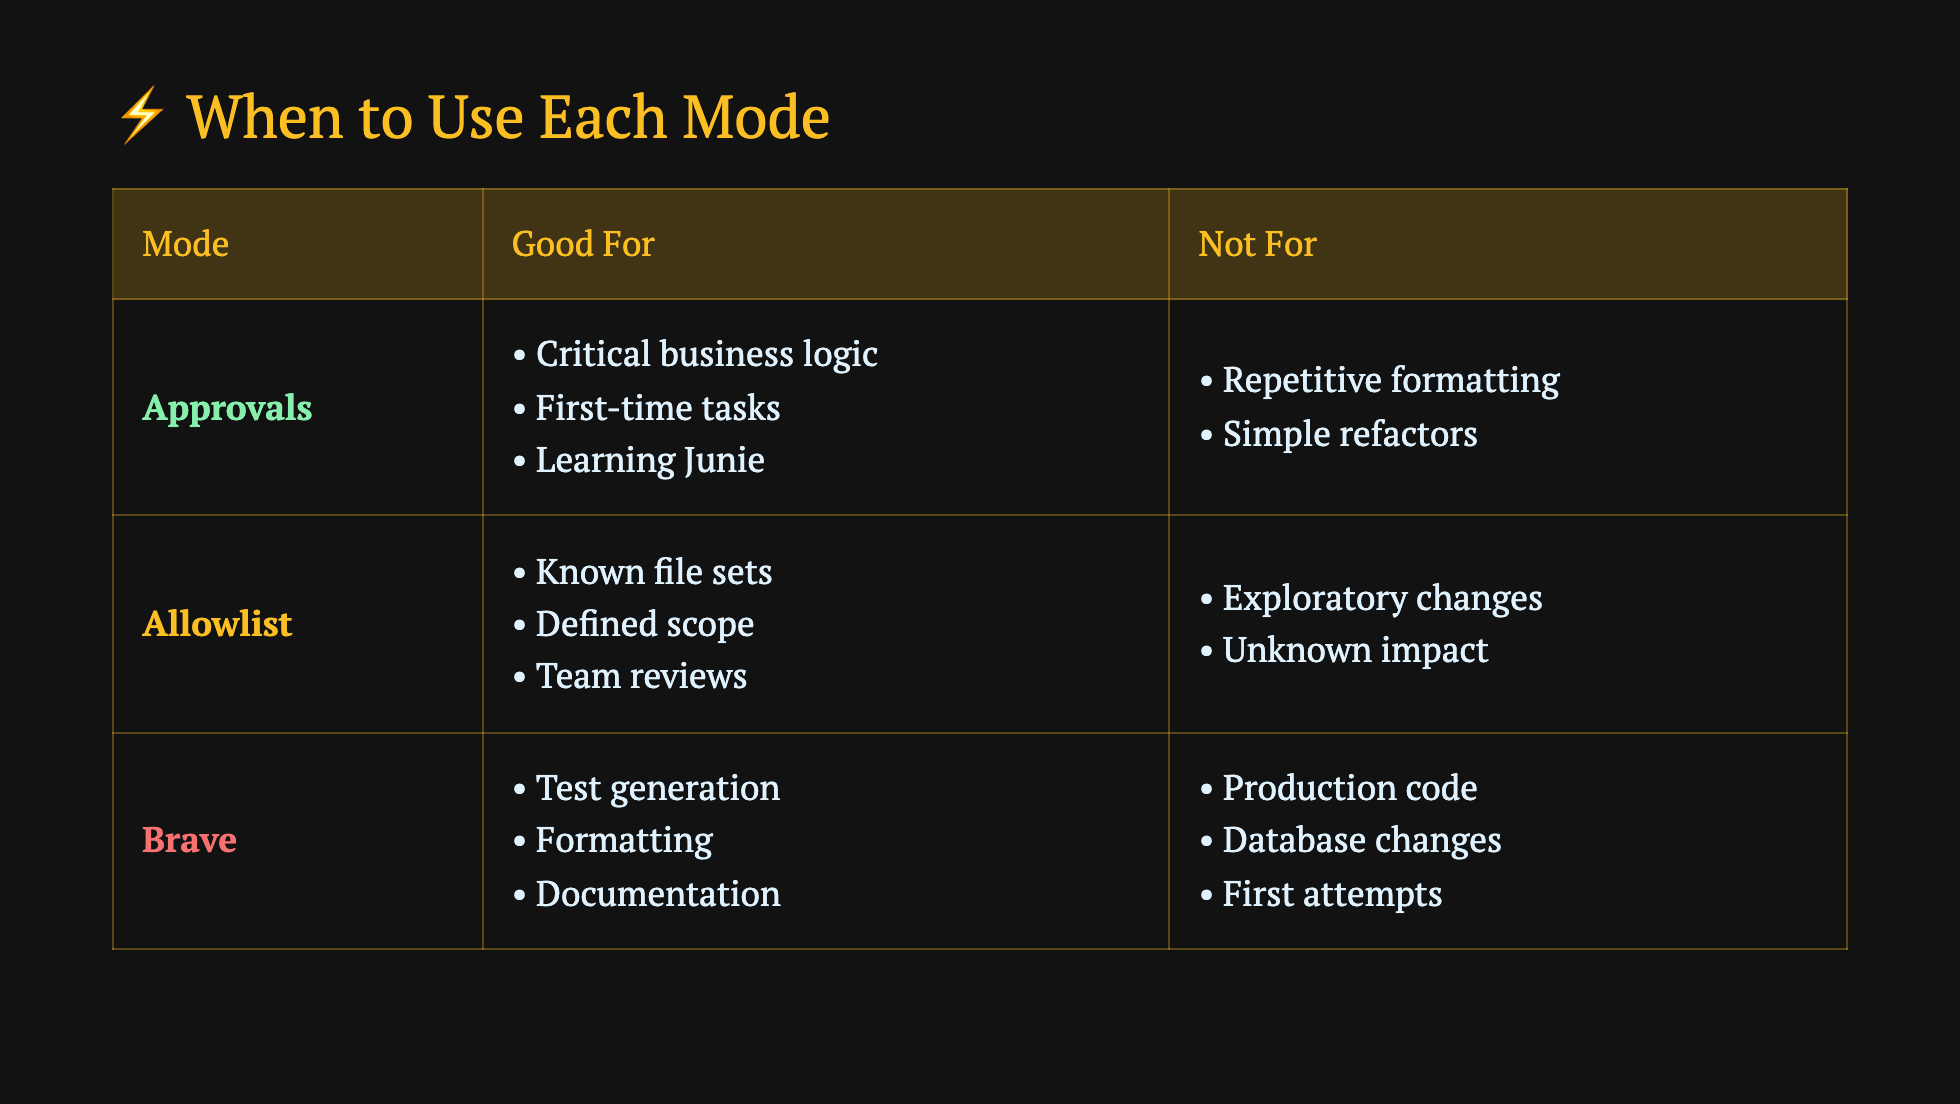 ⚡ When to Use Each Mode
Mode
Good For
Not For
Approvals
• Critical business logic
• First-time tasks
• Learning Junie
• Repetitive formatting
• Simple refactors
Allowlist
• Known file sets
• Defined scope
• Team reviews
• Exploratory changes
• Unknown impact
Brave
• Test generation
• Formatting
• Documentation
• Production code
• Database changes
• First attempts